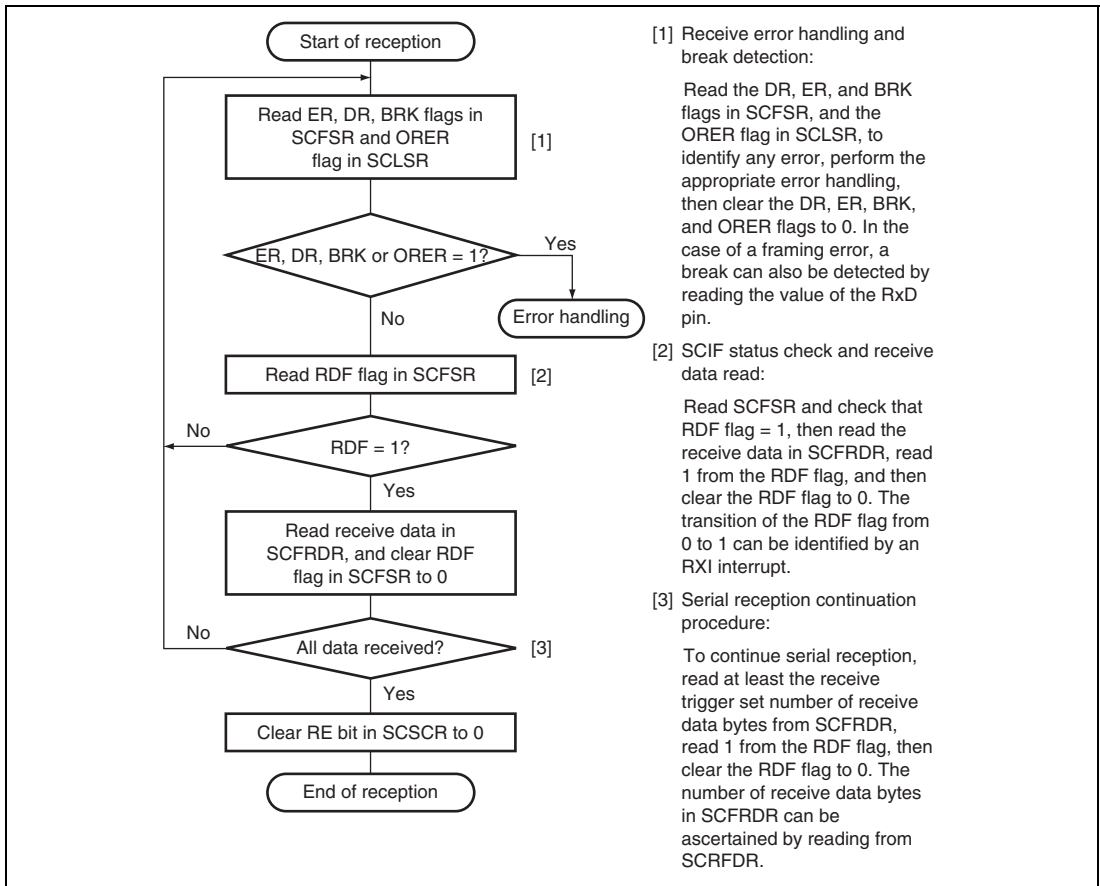 Start of reception
Read ER, DR, BRK flags in
SCFSR and ORER
flag in SCLSR
[1]
ER, DR, BRK or ORER = 1?
Yes
Error handling
No
Read RDF flag in SCFSR
[2]
No
RDF = 1?
Yes
Read receive data in
SCFRDR, and clear RDF
flag in SCFSR to 0
No
All data received?
[3]
Yes
Clear RE bit in SCSCR to 0
End of reception
[1] Receive error handling and
break detection:
Read the DR, ER, and BRK
flags in SCFSR, and the
ORER flag in SCLSR, to
identify any error, perform the
appropriate error handling,
then clear the DR, ER, BRK,
and ORER flags to 0. In the
case of a framing error, a
break can also be detected by
reading the value of the RxD
pin.
[2] SCIF status check and receive
data read:
Read SCFSR and check that
RDF flag = 1, then read the
receive data in SCFRDR, read
1 from the RDF flag, and then
clear the RDF flag to 0. The
transition of the RDF flag from
0 to 1 can be identified by an
RXI interrupt.
[3] Serial reception continuation
procedure:
To continue serial reception,
read at least the receive
trigger set number of receive
data bytes from SCFRDR,
read 1 from the RDF flag, then
clear the RDF flag to 0. The
number of receive data bytes
in SCFRDR can be
ascertained by reading from
SCRFDR.